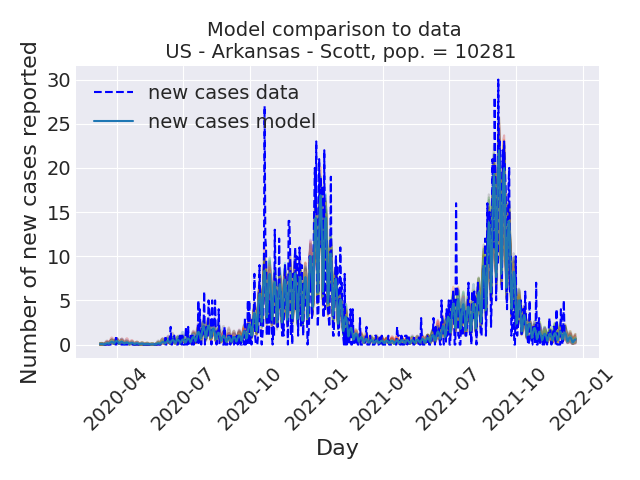 Model comparison to data
US - Arkansas - Scott, pop. = 10281
Number of new cases reported
30
25
20
15
10
5
0
new cases data
new cases model
2020-04
2020-07
2020-10
2021-01
2021-04
2021-07
2021-10
2022-01
Day